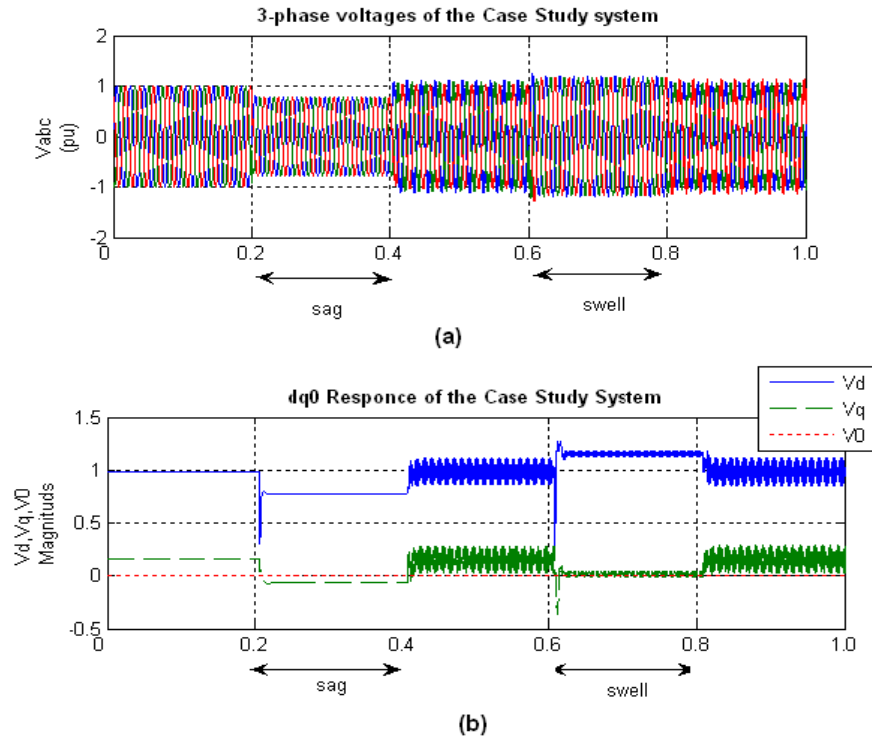 3-phase voltages of the Case Study system
Vabc
(pu)
2
1
0
-1
-2
0 0.2 0.4 0.6 0.8 1.0
sag
swell
(a)
dq0 Responce of the Case Study System
Vd
Vq
V0
Vd,Vq,V0
Magnituds
1.5
1
0.5
0
-0.5
0 0.2 0.4 0.6 0.8 1.0
sag
swell
(b)